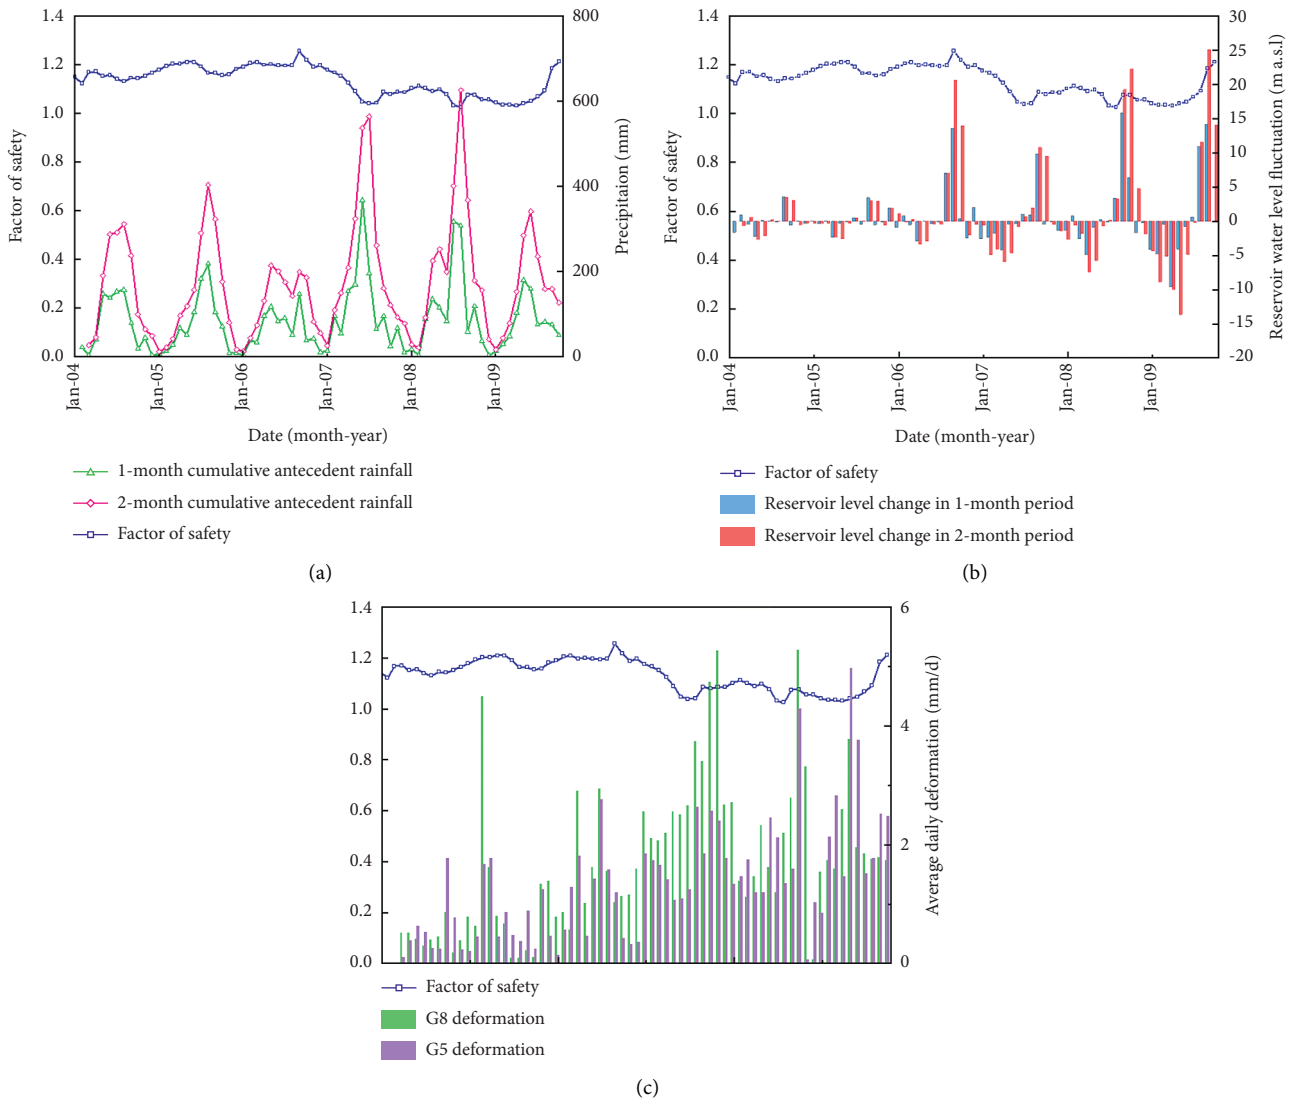 1.4
1.2
1.0
0.8
0.6
0.4
0.2
0.0
Factor of safety
800
600
400
200
0
Precipitaion (mm)
Jan-04
Jan-05
Jan-06
Jan-07
Jan-08
Jan-09
Date (month-year)
1-month cumulative antecedent rainfall
2-month cumulative antecedent rainfall
Factor of safety
(a)
1.4
1.2
1.0
0.8
0.6
0.4
0.2
0.0
Factor of safety
30
25
20
15
10
5
0
-5
-10
-15
-20
Reservoir water level fluctuation (m a.s.l)
Jan-04
Jan-05
Jan-06
Jan-07
Jan-08
Jan-09
Date (month-year)
Factor of safety
Reservoir level change in 1-month period
Reservoir level change in 2-month period
(b)
1.4
1.2
1.0
0.8
0.6
0.4
0.2
0.0
6
4
2
0
Average daily deformation (mm/d)
Factor of safety
G8 deformation
G5 deformation
(c)